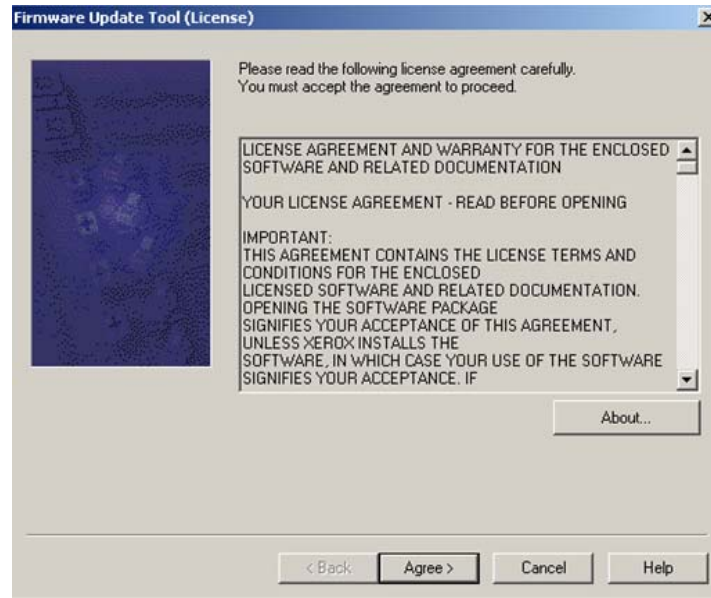 Firmware Update Tool (License)
Please read the following license agreement carefully.
You must accept the agreement to proceed.
LICENSE AGREEMENT AND WARRANTY FOR THE ENCLOSED
SOFTWARE AND RELATED DOCUMENTATION
YOUR LICENSE AGREEMENT - READ BEFORE OPENING
IMPORTANT:
THIS AGREEMENT CONTAINS THE LICENSE TERMS AND
CONDITIONS FOR THE ENCLOSED
LICENSED SOFTWARE AND RELATED DOCUMENTATION.
OPENING THE SOFTWARE PACKAGE
SIGNIFIES YOUR ACCEPTANCE OF THIS AGREEMENT,
UNLESS XEROX INSTALLS THE
SOFTWARE, IN WHICH CASE YOUR USE OF THE SOFTWARE
SIGNIFIES YOUR ACCEPTANCE. IF
About...
< Back
Agree >
Cancel
Help